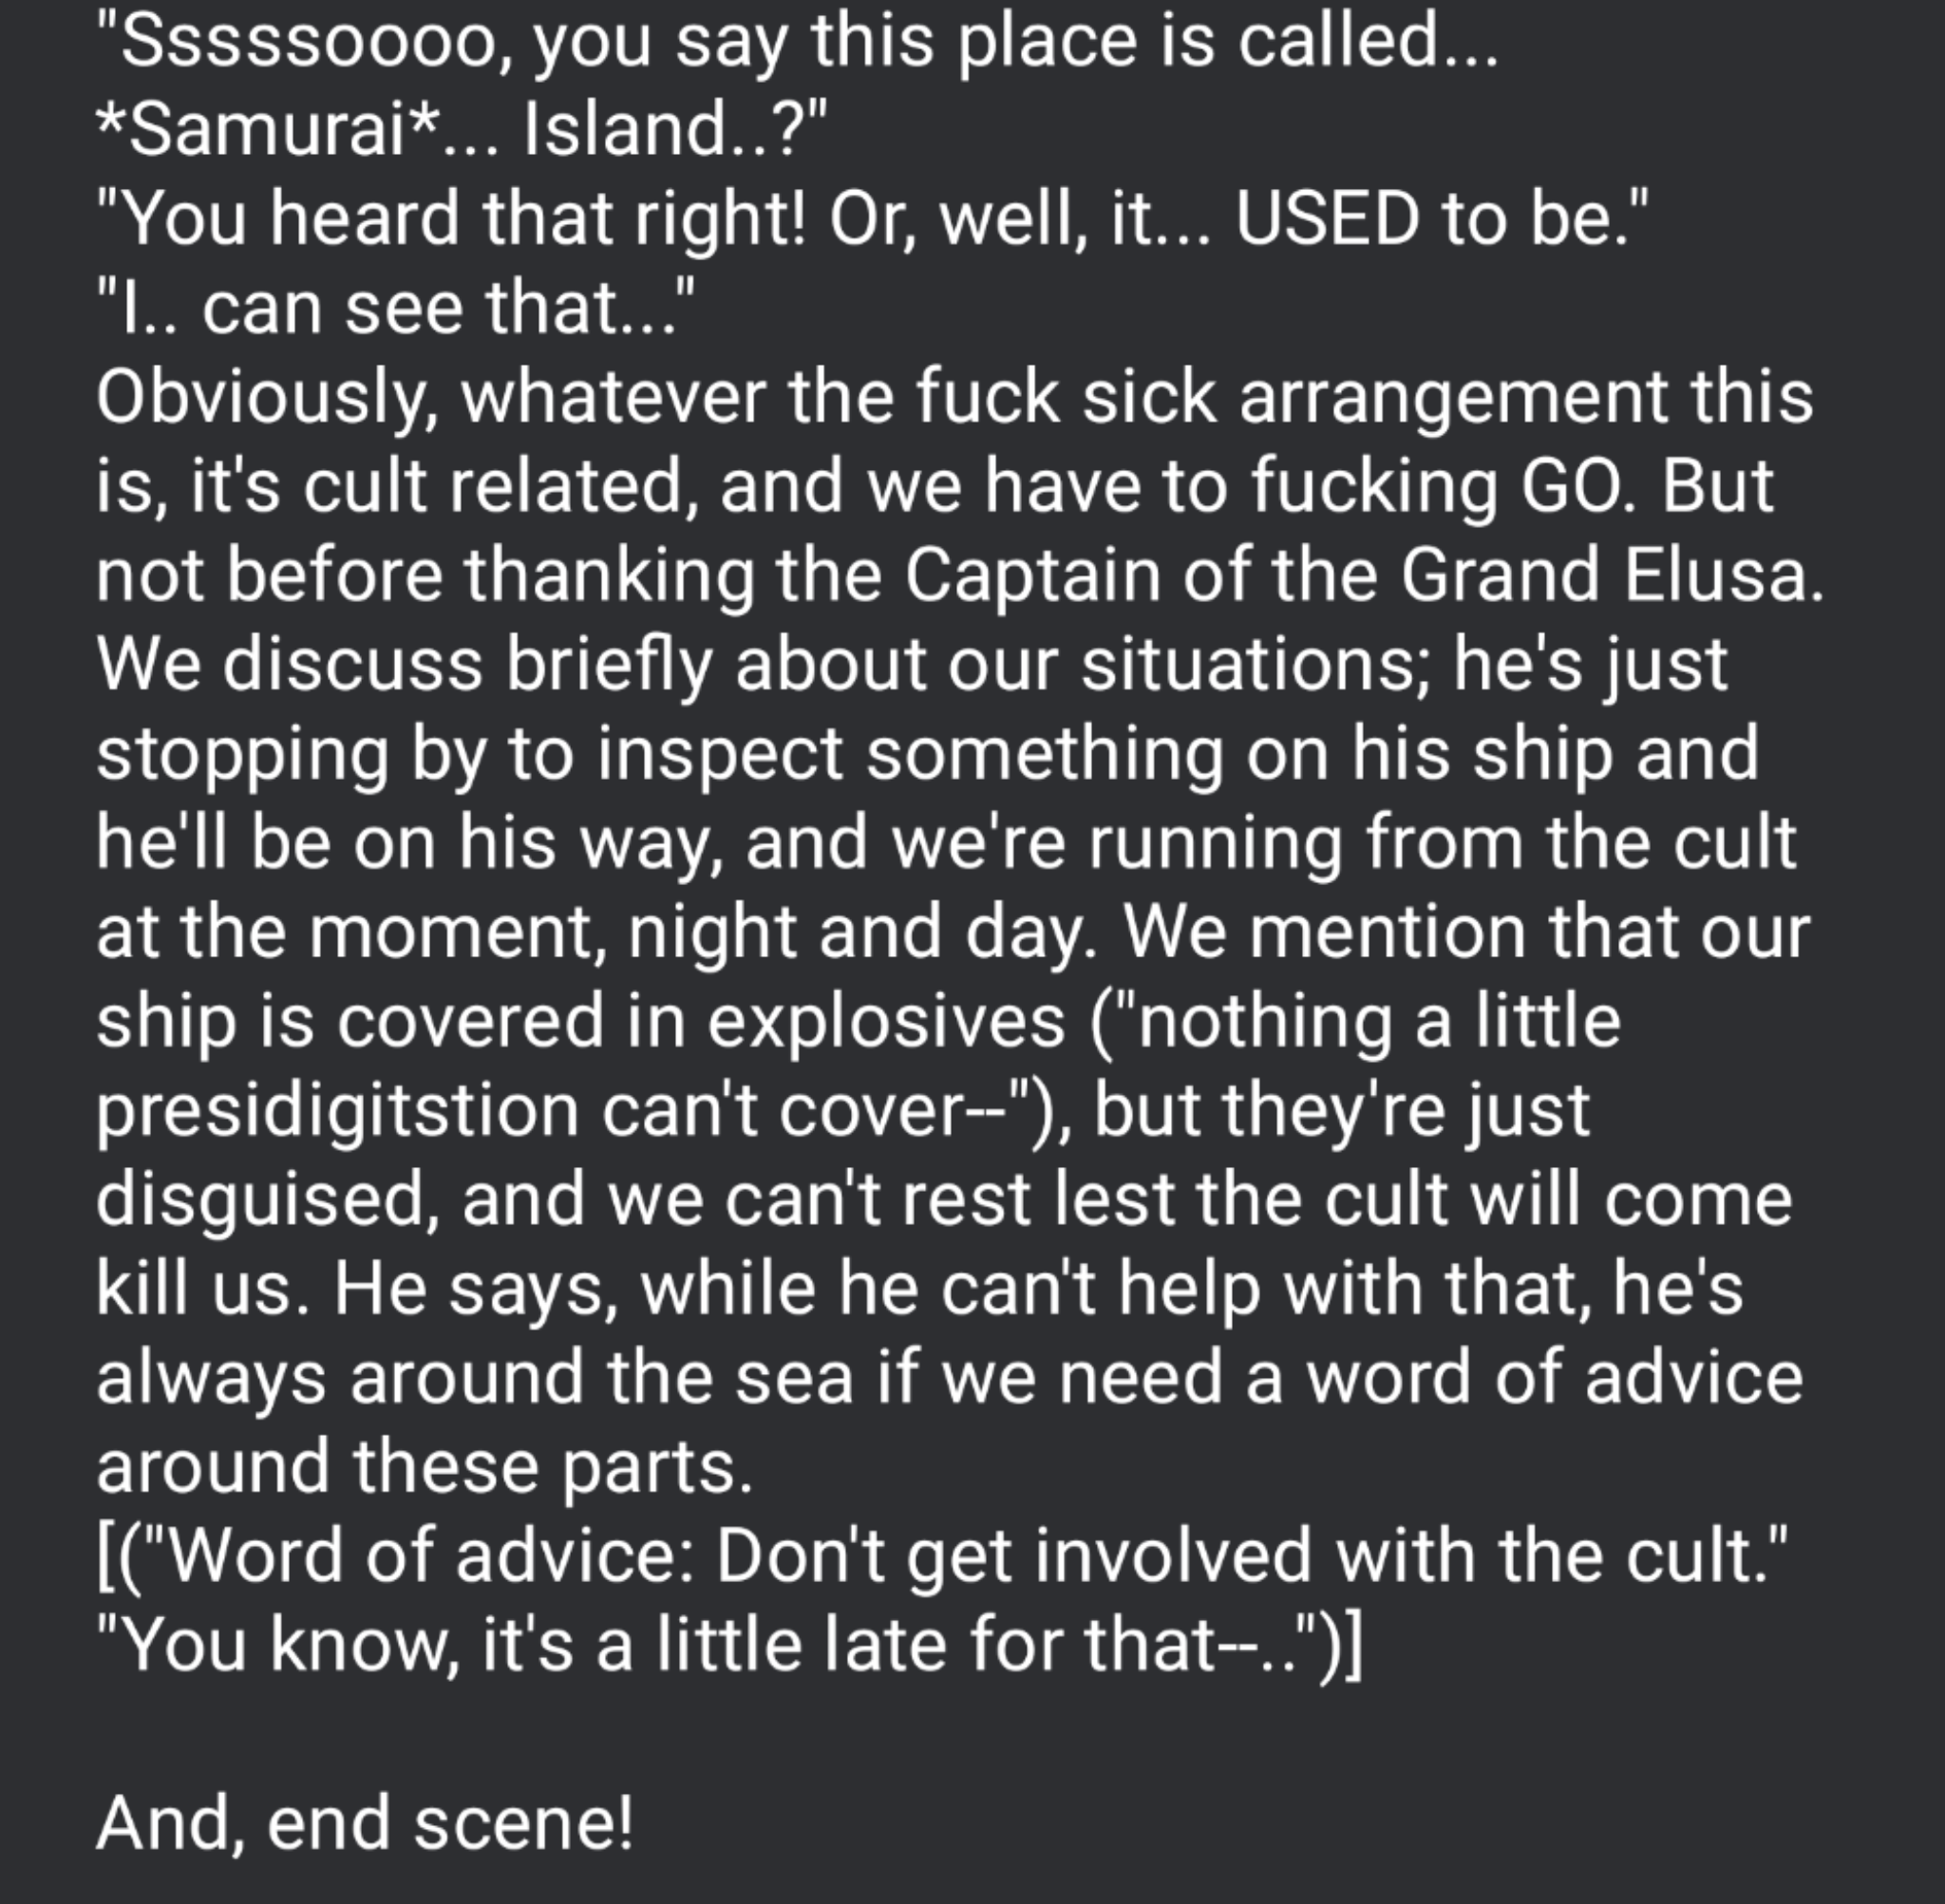 "Sssssoooo, you say this place is called...
*Samurai*... Island..?"
"You heard that right! Or, well, it... USED to be."
"I.. can see that..."
Obviously, whatever the fuck sick arrangement this
is, it's cult related, and we have to fucking GO. But
not before thanking the Captain of the Grand Elusa.
We discuss briefly about our situations; he's just
stopping by to inspect something on his ship and
he'll be on his way, and we're running from the cult
at the moment, night and day. We mention that our
ship is covered in explosives ("nothing a little
presidigitstion can't cover--"), but they're just
disguised, and we can't rest lest the cult will come
kill us. He says, while he can't help with that, he's
always around the sea if we need a word of advice
around these parts.
[("Word of advice: Don't get involved with the cult."
"You know, it's a little late for that--..")]
And, end scene!